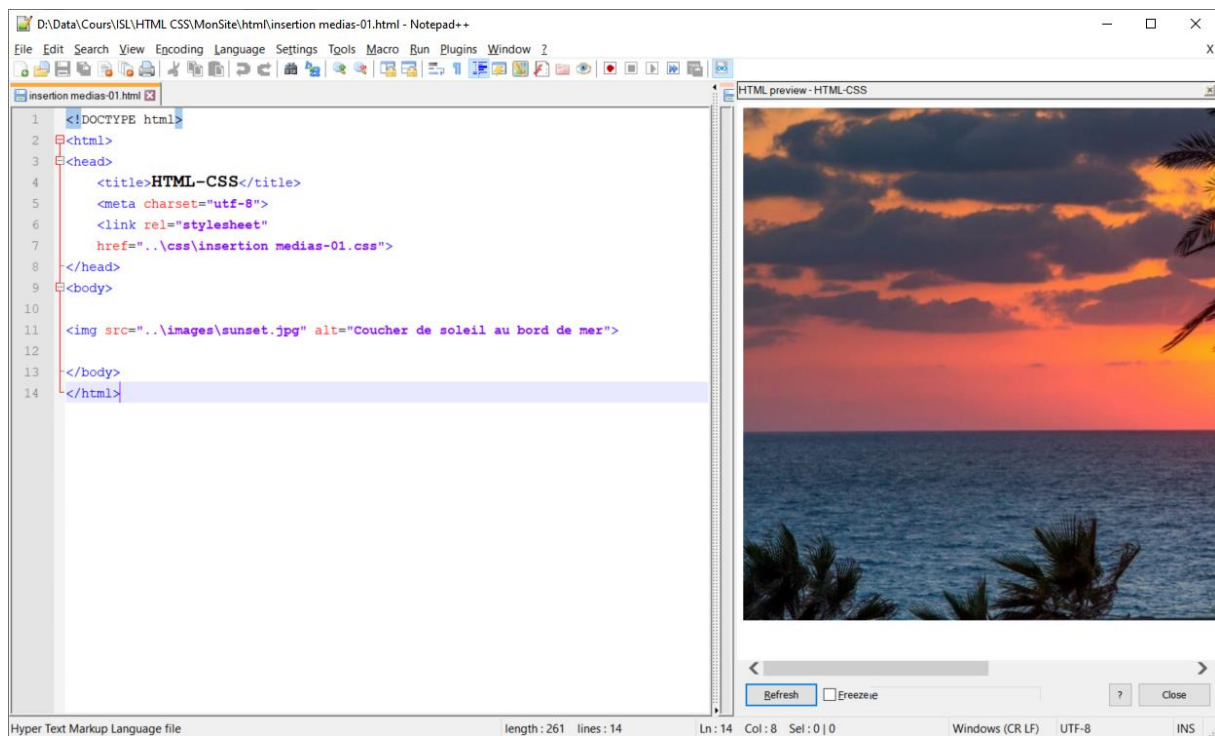 D:\Data\Cours\ISL\HTML CSS\MonSite\html\insertion medias-01.html - Notepad++
File Edit Search View Encoding Language Settings Tools Macro Run Plugins Window ? X
insertion medias-01.html
1 <!DOCTYPE html>
2 <html>
3 <head>
4 <title>HTML-CSS</title>
5 <meta charset="utf-8">
6 <link rel="stylesheet"
7 href="..\css\insertion medias-01.css">
8 </head>
9 <body>
10
11 <img src="..\images\sunset.jpg" alt="Coucher de soleil au bord de mer">
12
13 </body>
14 </html>
HTML preview - HTML-CSS
Refresh Freeze ? Close
Hyper Text Markup Language file length : 261 lines : 14 Ln : 14 Col : 8 Sel : 0 | 0 Windows (CR LF) UTF-8 INS